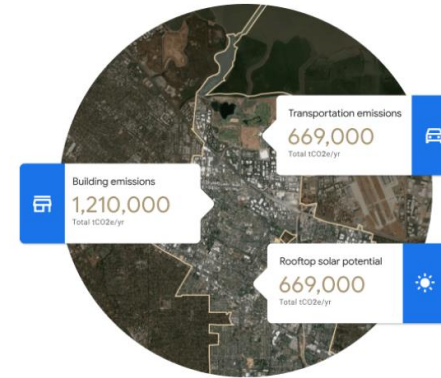 Transportation emissions
669,000
Total tCO2e/yr
Building emissions
1,210,000
Total tCO2e/yr
Rooftop solar potential
669,000
Total tCO2e/yr